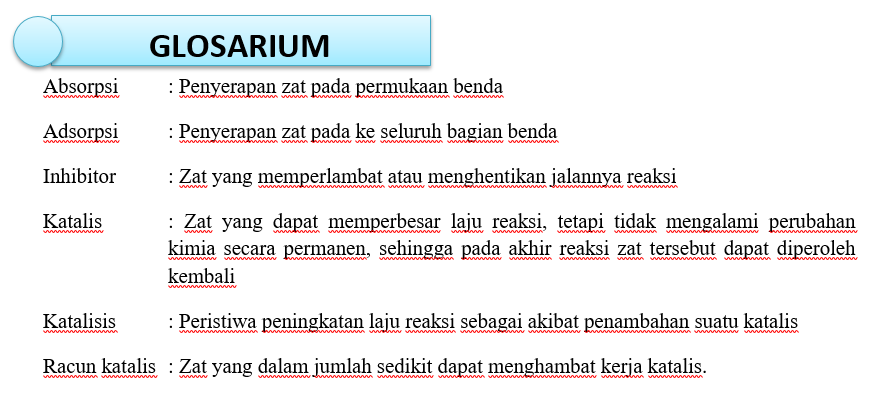 GLOSARIUM
Absorpsi : Penyerapan zat pada permukaan benda
Adsorpsi : Penyerapan zat pada ke seluruh bagian benda
Inhibitor : Zat yang memperlambat atau menghentikan jalannya reaksi
Katalis : Zat yang dapat memperbesar laju reaksi, tetapi tidak mengalami perubahan
kimia secara permanen, sehingga pada akhir reaksi zat tersebut dapat diperoleh
kembali
Katalisis : Peristiwa peningkatan laju reaksi sebagai akibat penambahan suatu katalis
Racun katalis : Zat yang dalam jumlah sedikit dapat menghambat kerja katalis.